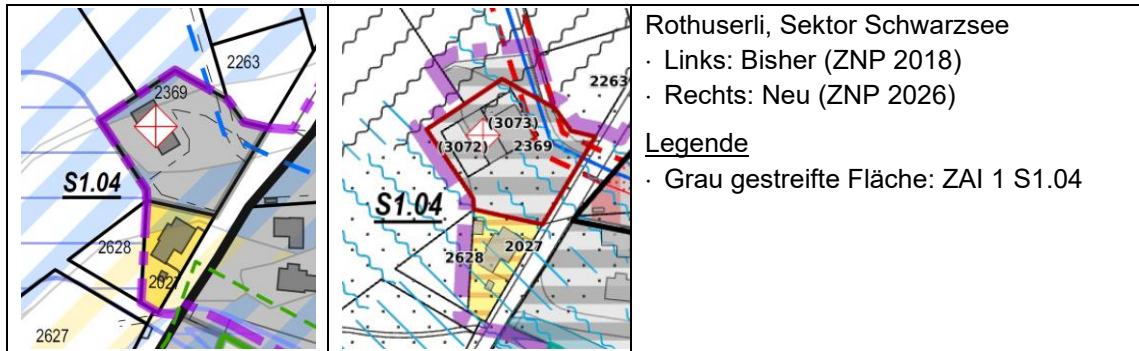 2263
2369
S1.04
2628
2027
2627
2263
(3073)
(3072)
2369
S1.04
2027
2628
Rothuserli, Sektor Schwarzsee
· Links: Bisher (ZNP 2018)
· Rechts: Neu (ZNP 2026)
Legende
· Grau gestreifte Fläche: ZAI 1 S1.04